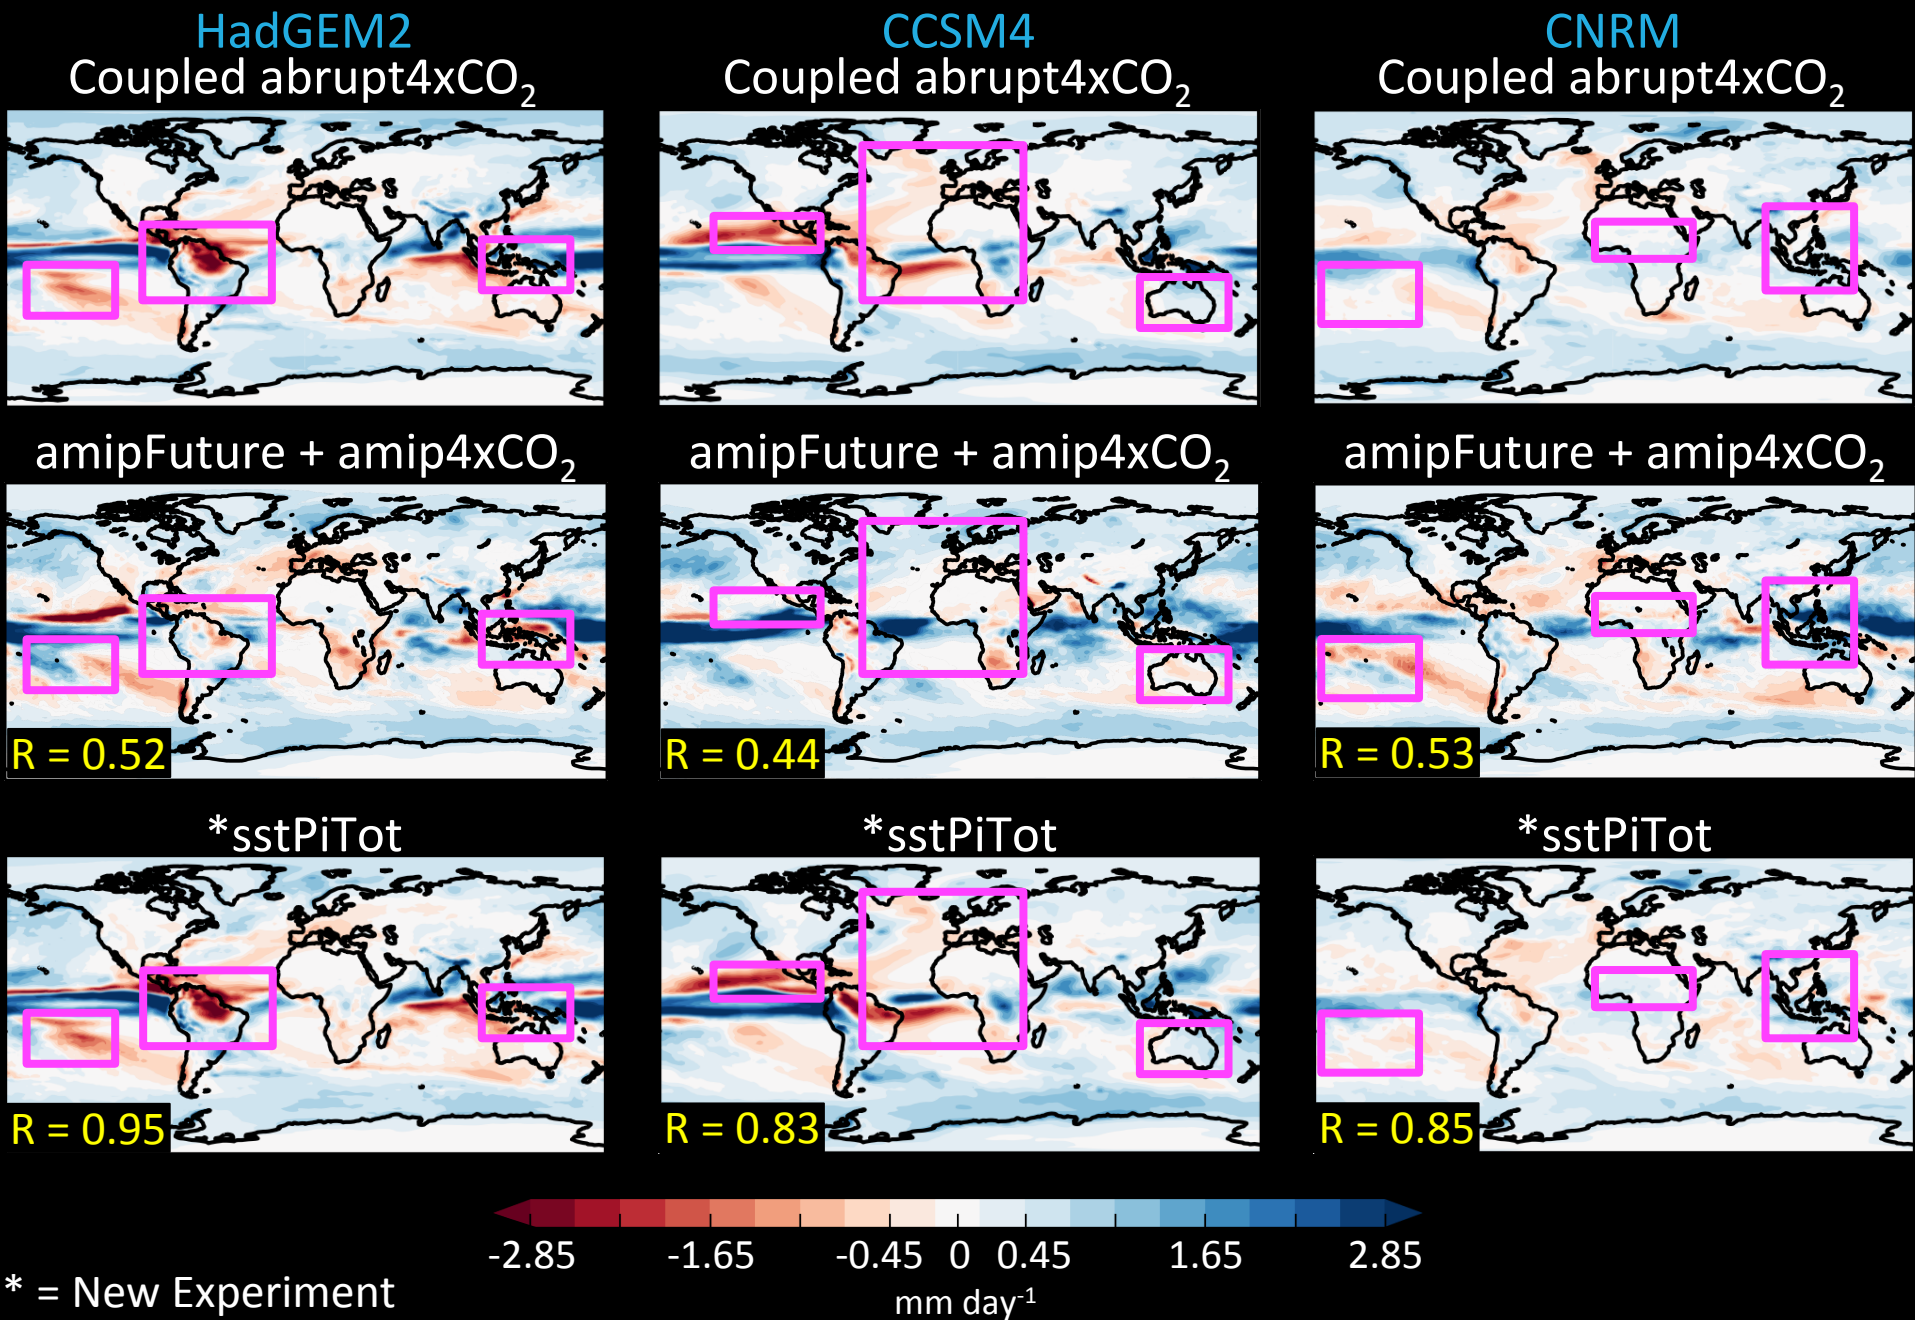 HadGEM2 CCSM4 CNRM
Coupled abrupt4xCO₂ Coupled abrupt4xCO₂ Coupled abrupt4xCO₂
amipFuture + amip4xCO₂ amipFuture + amip4xCO₂ amipFuture + amip4xCO₂
R = 0.52 R = 0.44 R = 0.53
*sstPiTot *sstPiTot *sstPiTot
R = 0.95 R = 0.83 R = 0.85
-2.85 -1.65 -0.45 0 0.45 1.65 2.85
* = New Experiment
mm day⁻¹